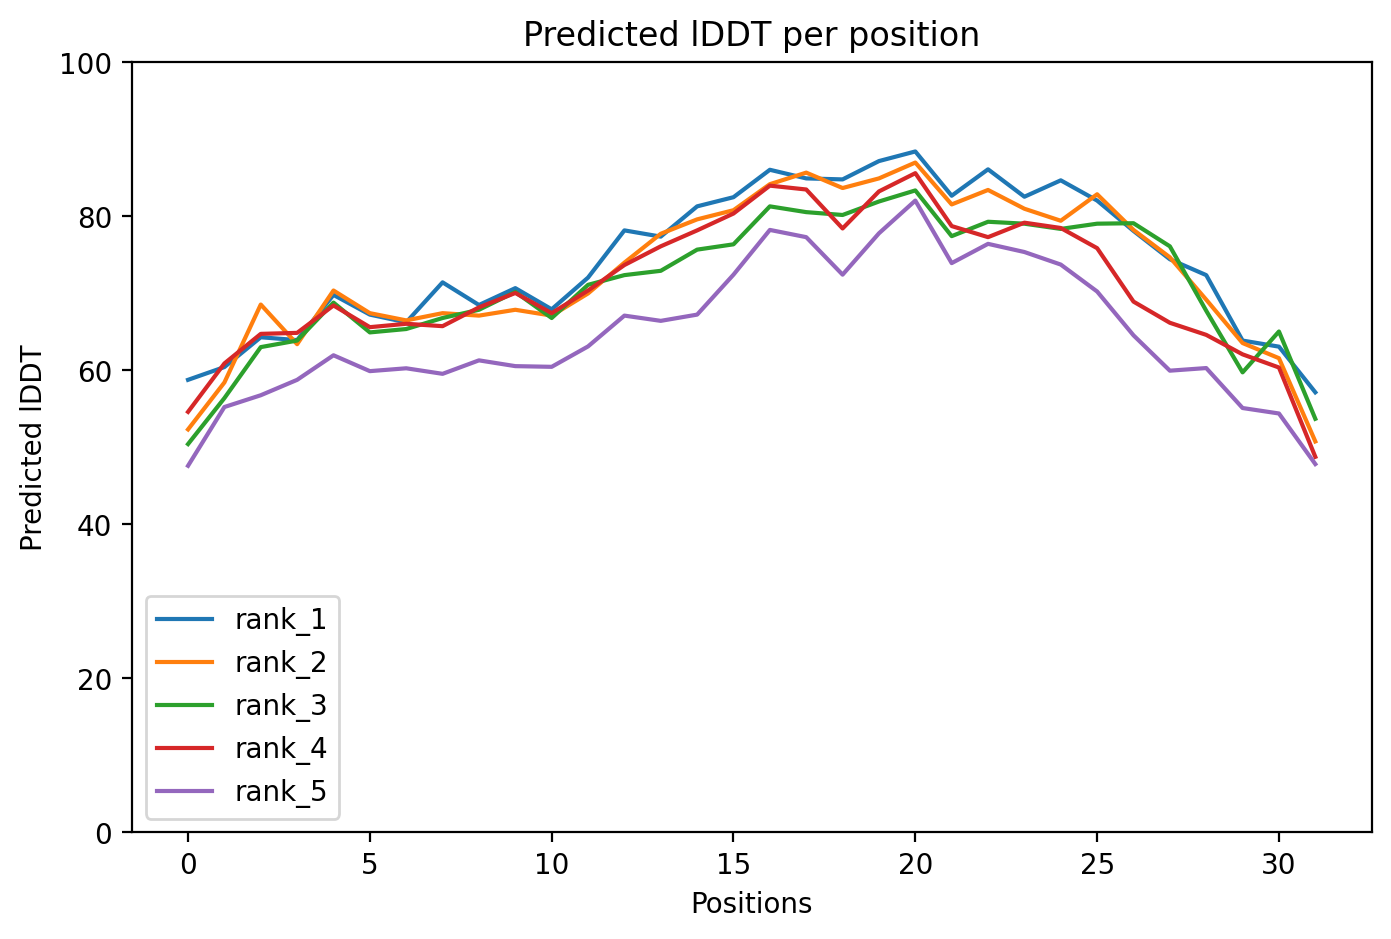 Predicted lDDT per position
100
80
60
40
20
0
Predicted lDDT
rank_1
rank_2
rank_3
rank_4
rank_5
0 5 10 15 20 25 30
Positions